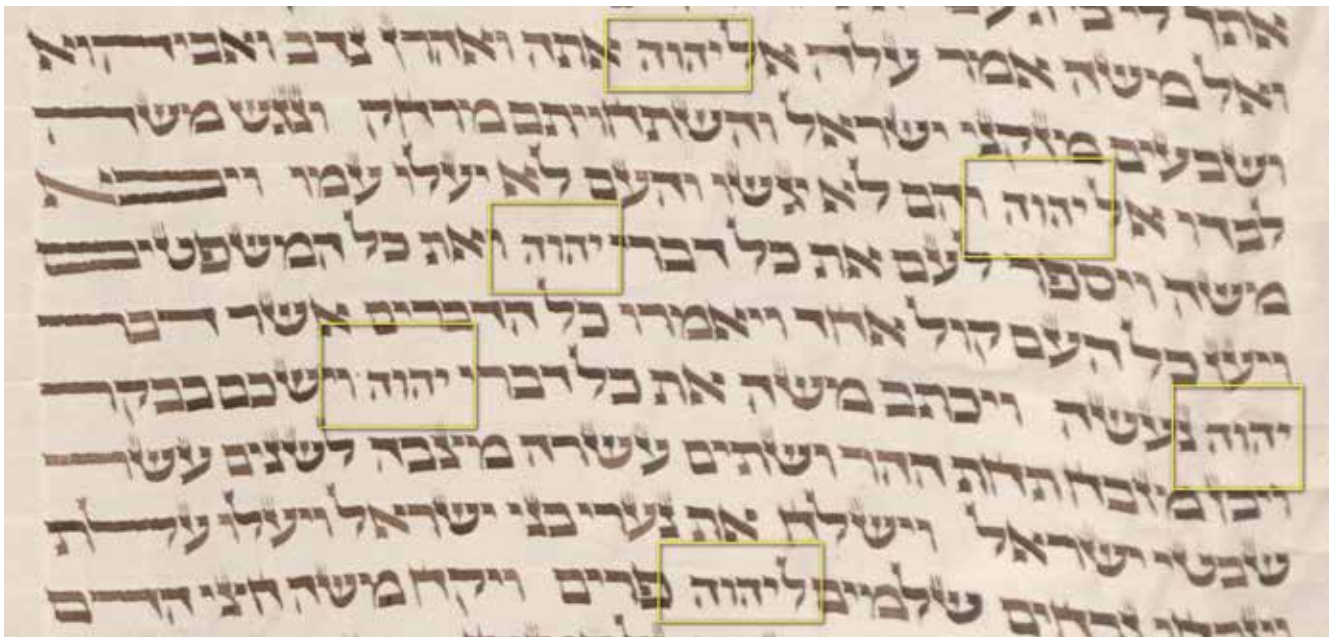 אתך לי כי
ואל משה אמר עלה אל יהוה אתה ואהרן נדב ואביהוא
ושבעים מזקני ישראל והשתחויתם מרחק ונגש משה
לבדו אל יהוה והם לא יגשו והעם לא יעלו עמו ויבא
משה ויספר לעם את כל דברי יהוה ואת כל המשפטים
ויען כל העם קול אחד ויאמרו כל הדברים אשר דבר
יהוה נעשה ויכתב משה את כל דברי יהוה וישכם בבקר
ויבן מזבח תחת ההר ושתים עשרה מצבה לשנים עשר
שבטי ישראל וישלח את נערי בני ישראל ויעלו עלת
ויזבחו זבחים שלמים ליהוה פרים ויקח משה חצי הדם